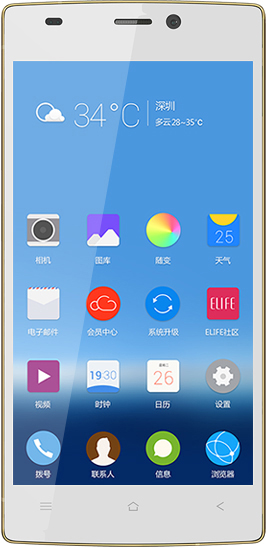 34°C
深圳
多云28~35℃
相机
图库
随变
25
天气
电子邮件
会员中心
系统升级
ELIFE
ELIFE社区
视频
19:30
时钟
26
日历
设置
拨号
联系人
信息
浏览器